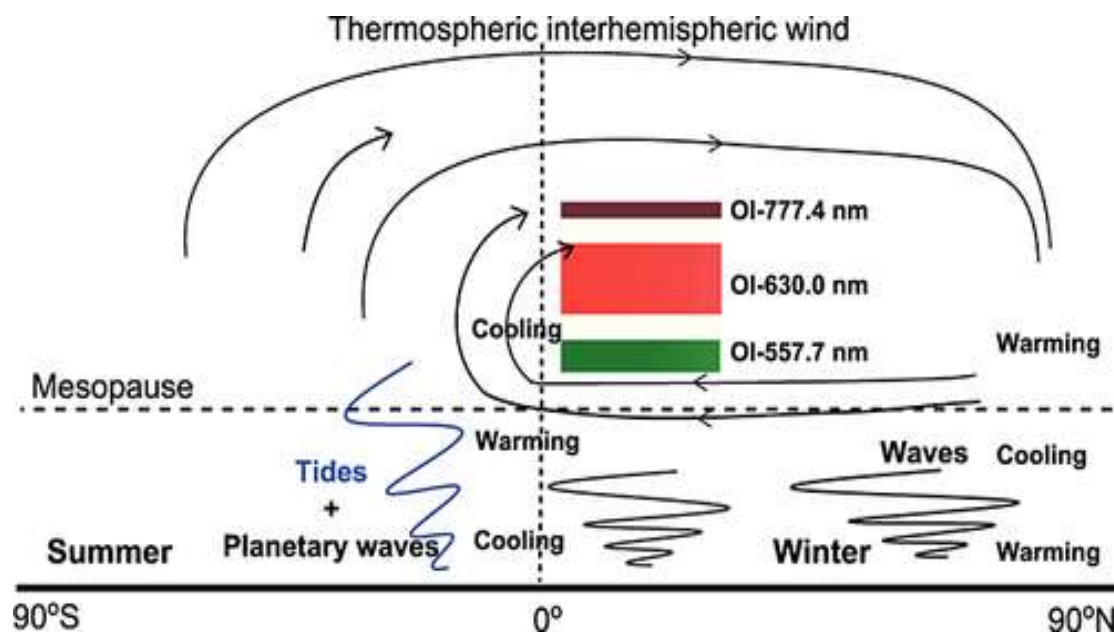 Thermospheric interhemispheric wind
OI-777.4 nm
OI-630.0 nm
Cooling
OI-557.7 nm
Warming
Mesopause
Warming
Waves
Cooling
Tides
+
Planetary waves
Summer
Cooling
Winter
Warming
90ºS
0º
90ºN